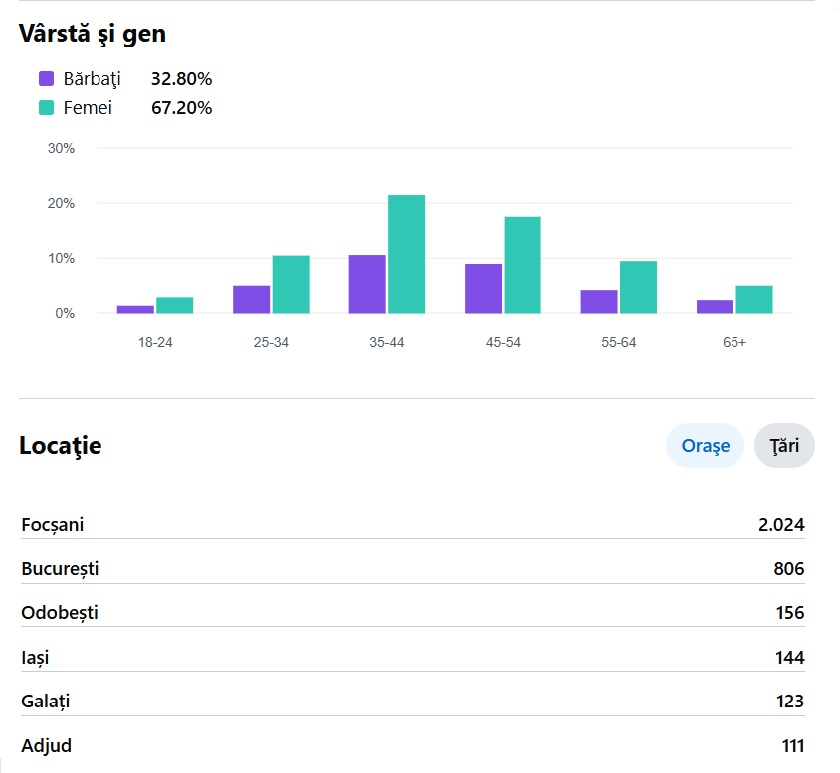 Vârstă şi gen
Bărbaţi 32.80%
Femei 67.20%
30%
20%
10%
0%
18-24 25-34 35-44 45-54 55-64 65+
Locaţie Oraşe Ţări
Focșani 2.024
București 806
Odobești 156
Iași 144
Galați 123
Adjud 111